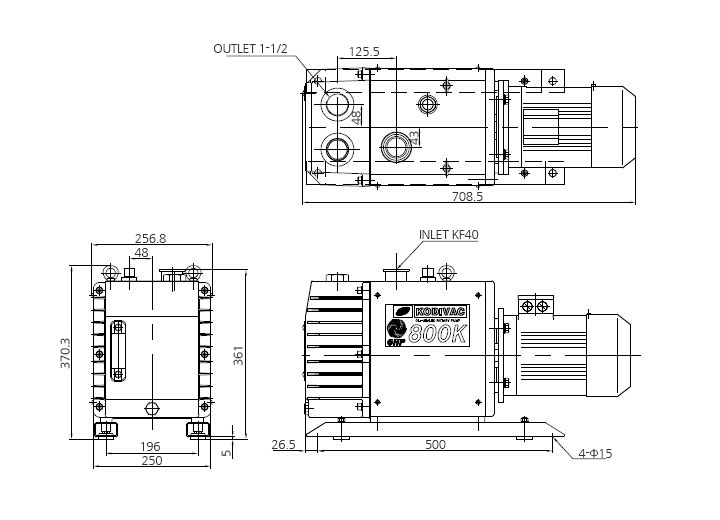 OUTLET 1-1/2
125.5
48
43
708.5
256.8
48
370.3
361
196
250
5
INLET KF40
KODIVAC
800K
26.5
500
4-Φ15